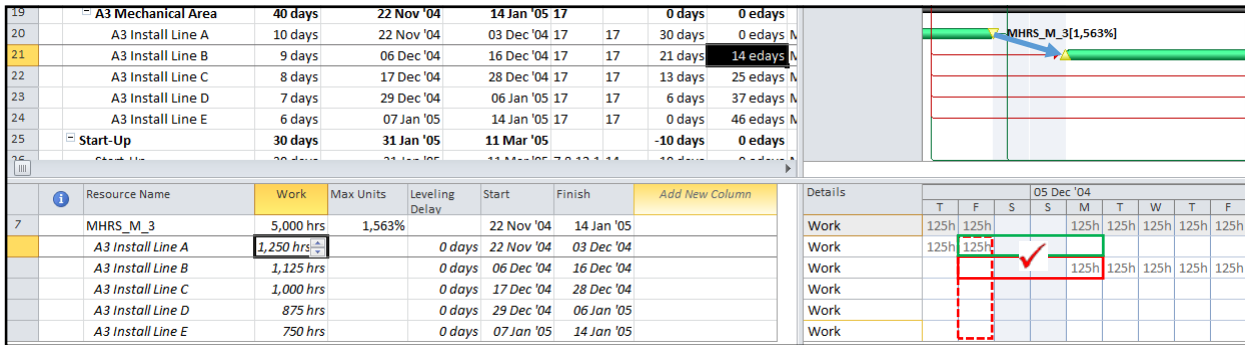 19 A3 Mechanical Area 40 days 22 Nov '04 14 Jan '05 17 0 days 0 edays
20 A3 Install Line A 10 days 22 Nov '04 03 Dec '04 17 17 30 days 0 edays M
21 A3 Install Line B 9 days 06 Dec '04 16 Dec '04 17 17 21 days 14 edays M
22 A3 Install Line C 8 days 17 Dec '04 28 Dec '04 17 17 13 days 25 edays M
23 A3 Install Line D 7 days 29 Dec '04 06 Jan '05 17 17 6 days 37 edays M
24 A3 Install Line E 6 days 07 Jan '05 14 Jan '05 17 17 0 days 46 edays M
25 Start-Up 30 days 31 Jan '05 11 Mar '05 -10 days 0 edays
MHRS_M_3[1,563%]
Resource Name Work Max Units Leveling Delay Start Finish Add New Column
7 MHRS_M_3 5,000 hrs 1,563% 22 Nov '04 14 Jan '05
A3 Install Line A 1,250 hrs 0 days 22 Nov '04 03 Dec '04
A3 Install Line B 1,125 hrs 0 days 06 Dec '04 16 Dec '04
A3 Install Line C 1,000 hrs 0 days 17 Dec '04 28 Dec '04
A3 Install Line D 875 hrs 0 days 29 Dec '04 06 Jan '05
A3 Install Line E 750 hrs 0 days 07 Jan '05 14 Jan '05
Details 05 Dec '04
T F S S M T W T F
Work 125h 125h 125h 125h 125h 125h 125h
Work 125h 125h
Work 125h 125h 125h 125h 125h
Work
Work
Work